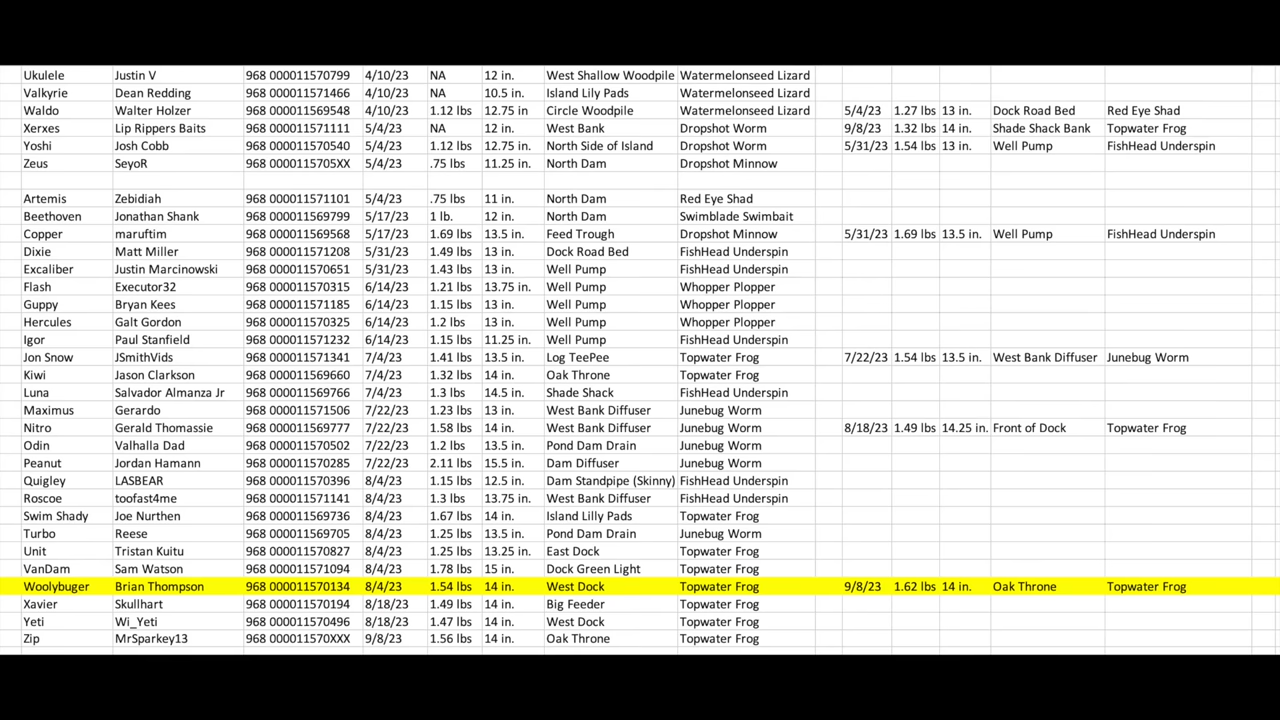 Ukulele Justin V 968 000011570799 4/10/23 NA 12 in. West Shallow Woodpile Watermelonseed Lizard
Valkyrie Dean Redding 968 000011571466 4/10/23 NA 10.5 in. Island Lily Pads Watermelonseed Lizard
Waldo Walter Holzer 968 000011569548 4/10/23 1.12 lbs 12.75 in Circle Woodpile Watermelonseed Lizard 5/4/23 1.27 lbs 13 in. Dock Road Bed Red Eye Shad
Xerxes Lip Rippers Baits 968 000011571111 5/4/23 NA 12 in. West Bank Dropshot Worm 9/8/23 1.32 lbs 14 in. Shade Shack Bank Topwater Frog
Yoshi Josh Cobb 968 000011570540 5/4/23 1.12 lbs 12.75 in. North Side of Island Dropshot Worm 5/31/23 1.54 lbs 13 in. Well Pump FishHead Underspin
Zeus SeyoR 968 0000115705XX 5/4/23 .75 lbs 11.25 in. North Dam Dropshot Minnow
Artemis Zebidiah 968 000011571101 5/4/23 .75 lbs 11 in. North Dam Red Eye Shad
Beethoven Jonathan Shank 968 000011569799 5/17/23 1 lb. 12 in. North Dam Swimblade Swimbait
Copper maruftim 968 000011569568 5/17/23 1.69 lbs 13.5 in. Feed Trough Dropshot Minnow 5/31/23 1.69 lbs 13.5 in. Well Pump FishHead Underspin
Dixie Matt Miller 968 000011571208 5/31/23 1.49 lbs 13 in. Dock Road Bed FishHead Underspin
Excaliber Justin Marcinowski 968 000011570651 5/31/23 1.43 lbs 13 in. Well Pump FishHead Underspin
Flash Executor32 968 000011570315 6/14/23 1.21 lbs 13.75 in. Well Pump Whopper Plopper
Guppy Bryan Kees 968 000011571185 6/14/23 1.15 lbs 13 in. Well Pump Whopper Plopper
Hercules Galt Gordon 968 000011570325 6/14/23 1.2 lbs 13 in. Well Pump Whopper Plopper
Igor Paul Stanfield 968 000011571232 6/14/23 1.15 lbs 11.25 in. Well Pump FishHead Underspin
Jon Snow JSmithVids 968 000011571341 7/4/23 1.41 lbs 13.5 in. Log TeePee Topwater Frog 7/22/23 1.54 lbs 13.5 in. West Bank Diffuser Junebug Worm
Kiwi Jason Clarkson 968 000011569660 7/4/23 1.32 lbs 14 in. Oak Throne Topwater Frog
Luna Salvador Almanza Jr 968 000011569766 7/4/23 1.3 lbs 14.5 in. Shade Shack FishHead Underspin
Maximus Gerardo 968 000011571506 7/22/23 1.23 lbs 13 in. West Bank Diffuser Junebug Worm
Nitro Gerald Thomassie 968 000011569777 7/22/23 1.58 lbs 14 in. West Bank Diffuser Junebug Worm 8/18/23 1.49 lbs 14.25 in. Front of Dock Topwater Frog
Odin Valhalla Dad 968 000011570502 7/22/23 1.2 lbs 13.5 in. Pond Dam Drain Junebug Worm
Peanut Jordan Hamann 968 000011570285 7/22/23 2.11 lbs 15.5 in. Dam Diffuser Junebug Worm
Quigley LASBEAR 968 000011570396 8/4/23 1.15 lbs 12.5 in. Dam Standpipe (Skinny) FishHead Underspin
Roscoe toofast4me 968 000011571141 8/4/23 1.3 lbs 13.75 in. West Bank Diffuser FishHead Underspin
Swim Shady Joe Nurthen 968 000011569736 8/4/23 1.67 lbs 14 in. Island Lilly Pads Topwater Frog
Turbo Reese 968 000011569705 8/4/23 1.25 lbs 13.5 in. Pond Dam Drain Junebug Worm
Unit Tristan Kuitu 968 000011570827 8/4/23 1.25 lbs 13.25 in. East Dock Topwater Frog
VanDam Sam Watson 968 000011571094 8/4/23 1.78 lbs 15 in. Dock Green Light Topwater Frog
Woolybuger Brian Thompson 968 000011570134 8/4/23 1.54 lbs 14 in. West Dock Topwater Frog 9/8/23 1.62 lbs 14 in. Oak Throne Topwater Frog
Xavier Skullhart 968 000011570194 8/18/23 1.49 lbs 14 in. Big Feeder Topwater Frog
Yeti Wi_Yeti 968 000011570496 8/18/23 1.47 lbs 14 in. West Dock Topwater Frog
Zip MrSparkey13 968 000011570XXX 9/8/23 1.56 lbs 14 in. Oak Throne Topwater Frog